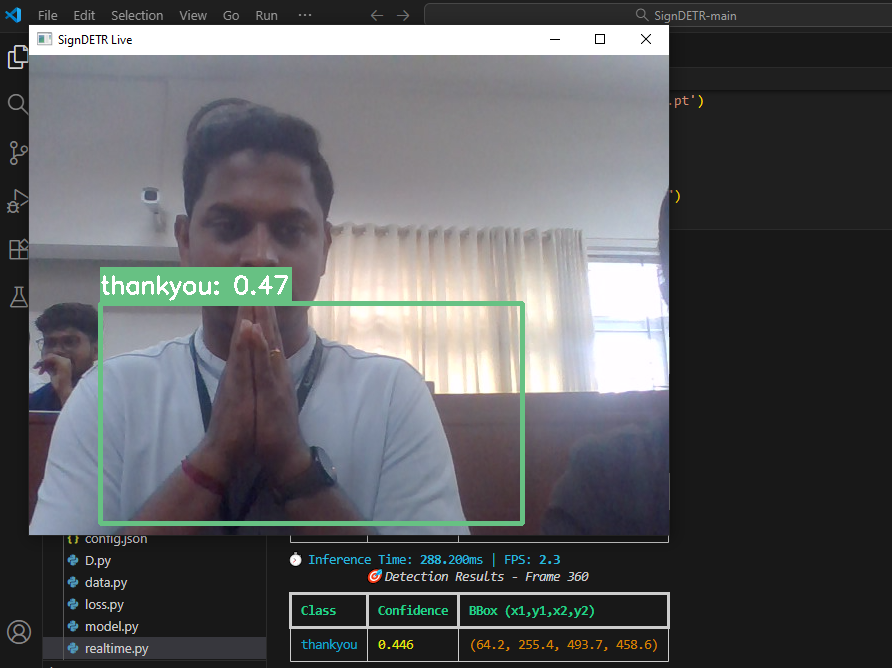 File Edit Selection View Go Run ··· ← → SignDETR-main
SignDETR Live
.pt')
')
thankyou: 0.47
config.json
D.py
data.py
loss.py
model.py
realtime.py
Inference Time: 288.200ms | FPS: 2.3
Detection Results - Frame 360
Class Confidence BBox (x1,y1,x2,y2)
thankyou 0.446 (64.2, 255.4, 493.7, 458.6)